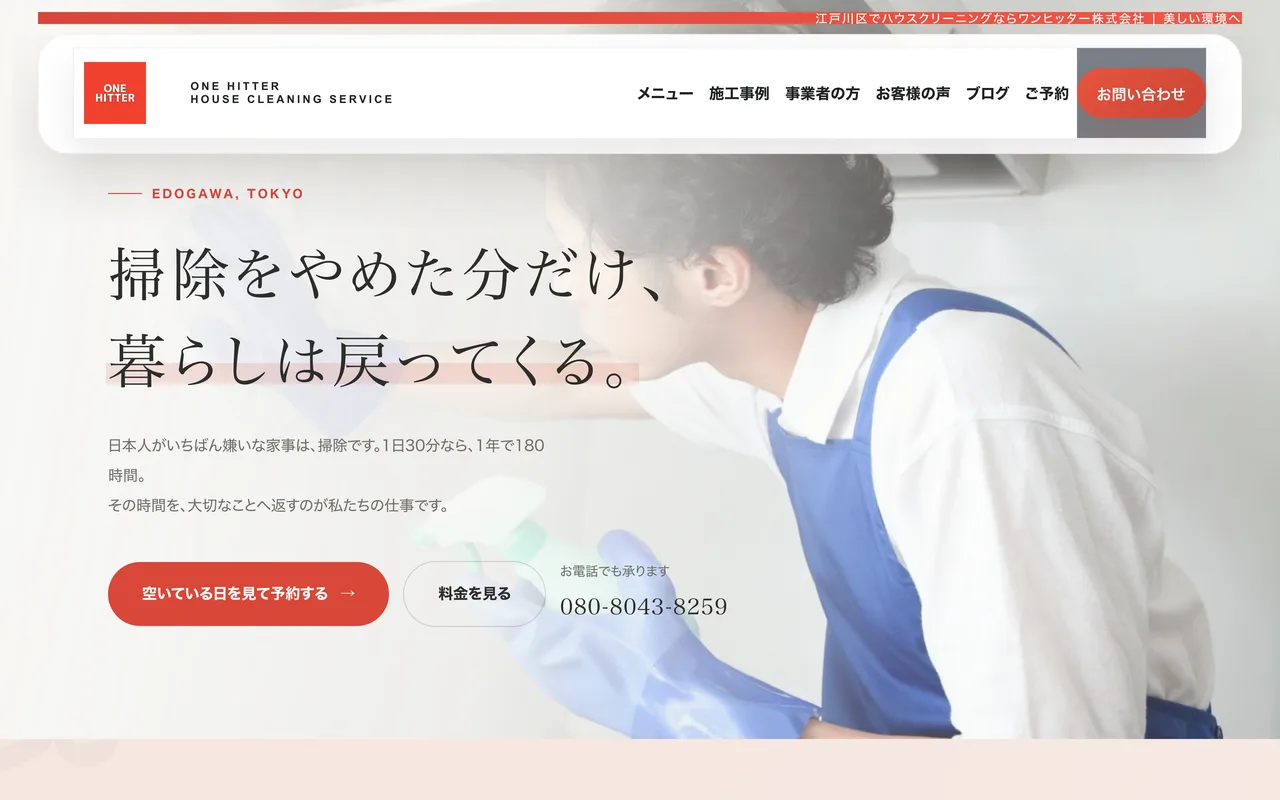 江戸川区でハウスクリーニングならワンヒッター株式会社 | 美しい環境へ
ONE
HITTER
ONE HITTER
HOUSE CLEANING SERVICE
メニュー 施工事例 事業者の方 お客様の声 ブログ ご予約 お問い合わせ
EDOGAWA, TOKYO
掃除をやめた分だけ、
暮らしは戻ってくる。
日本人がいちばん嫌いな家事は、掃除です。1日30分なら、1年で180
時間。
その時間を、大切なことへ返すのが私たちの仕事です。
空いている日を見て予約する →
料金を見る
お電話でも承ります
080-8043-8259